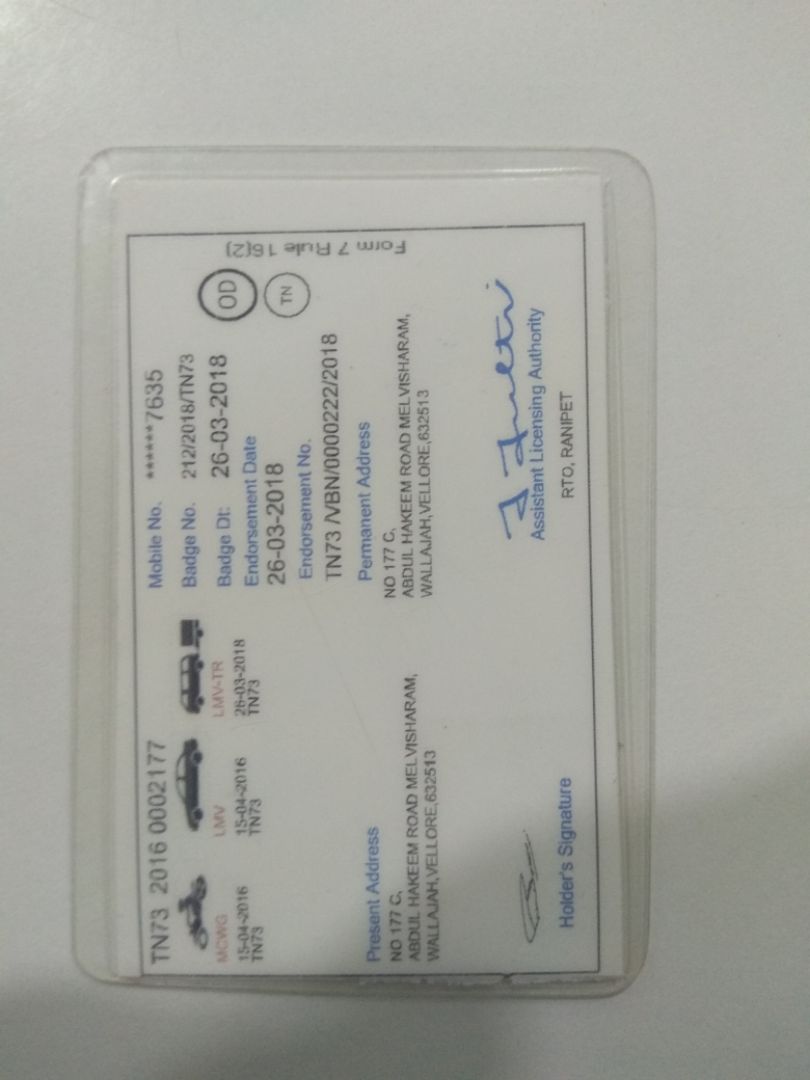 TN73 2016 0002177
MCWG
15-04-2016
TN73
LMV
15-04-2016
TN73
LMV-TR
26-03-2018
TN73
Mobile No. ******7635
Badge No. 212/2018/TN73
Badge Dt: 26-03-2018
Endorsement Date
26-03-2018
Endorsement No.
TN73 /VBN/0000222/2018
OD
TN
Form 7 Rule 16(2)
Present Address
NO 177 C,
ABDUL HAKEEM ROAD MELVISHARAM,
WALLAJAH,VELLORE,632513
Permanent Address
NO 177 C,
ABDUL HAKEEM ROAD MELVISHARAM,
WALLAJAH,VELLORE,632513
Holder's Signature
Assistant Licensing Authority
RTO, RANIPET